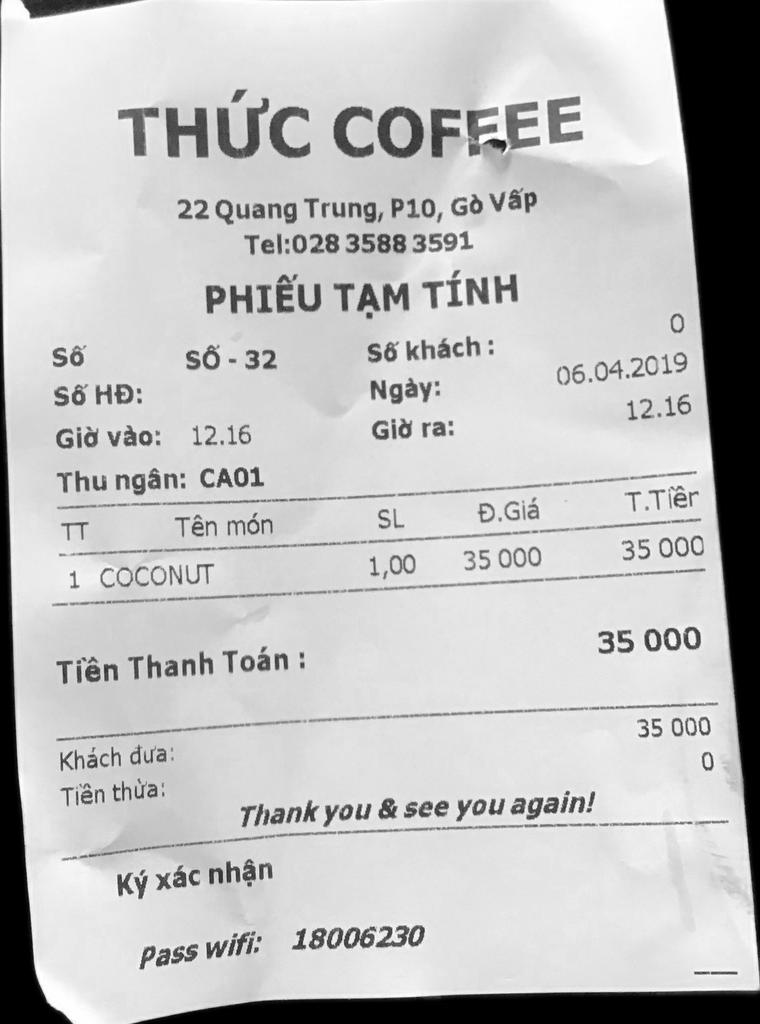 THỨC COFFEE
22 Quang Trung, P10, Gò Vấp
Tel:028 3588 3591
PHIẾU TẠM TÍNH
Số SỐ - 32 Số khách : 0
Số HĐ: Ngày: 06.04.2019
Giờ vào: 12.16 Giờ ra: 12.16
Thu ngân: CA01
TT Tên món SL Đ.Giá T.Tiền
1 COCONUT 1,00 35 000 35 000
Tiền Thanh Toán : 35 000
Khách đưa: 35 000
Tiền thừa: 0
Thank you & see you again!
Ký xác nhận
Pass wifi: 18006230